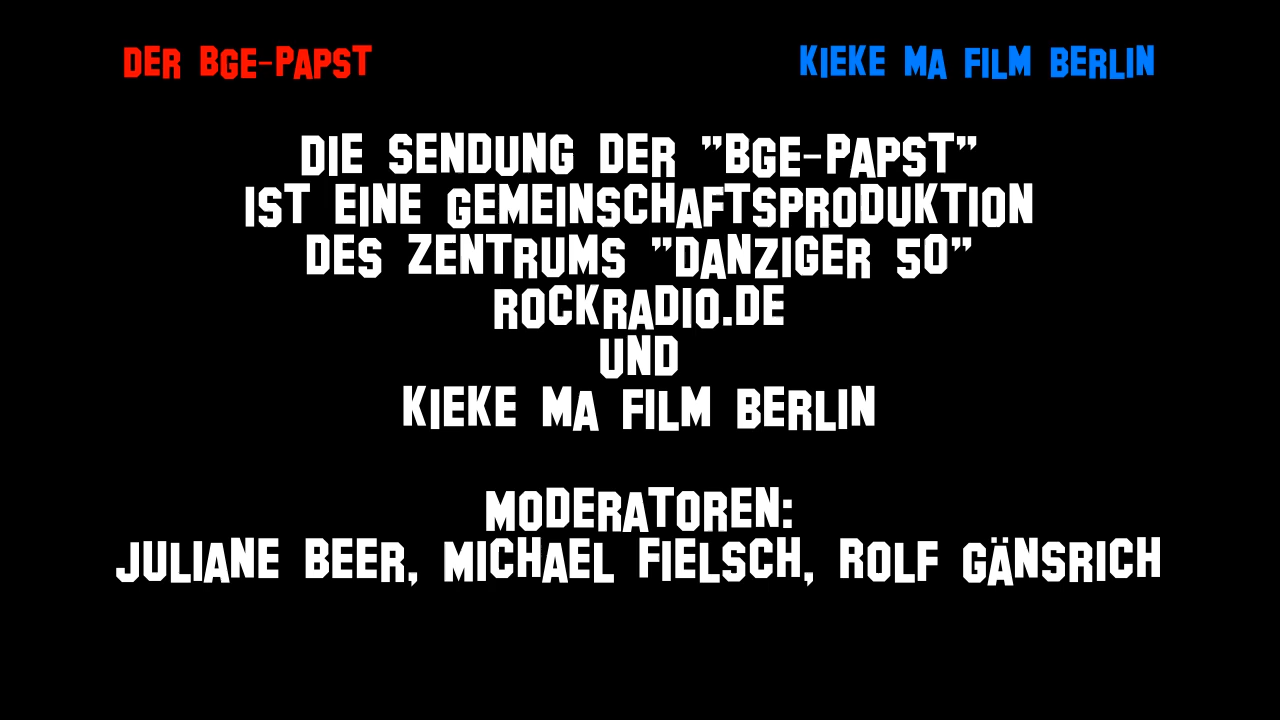 DER BGE-PAPST
KIEKE MA FILM BERLIN
DIE SENDUNG DER "BGE-PAPST"
IST EINE GEMEINSCHAFTSPRODUKTION
DES ZENTRUMS "DANZIGER 50"
ROCKRADIO.DE
UND
KIEKE MA FILM BERLIN
MODERATOREN:
JULIANE BEER, MICHAEL FIELSCH, ROLF GÄNSRICH